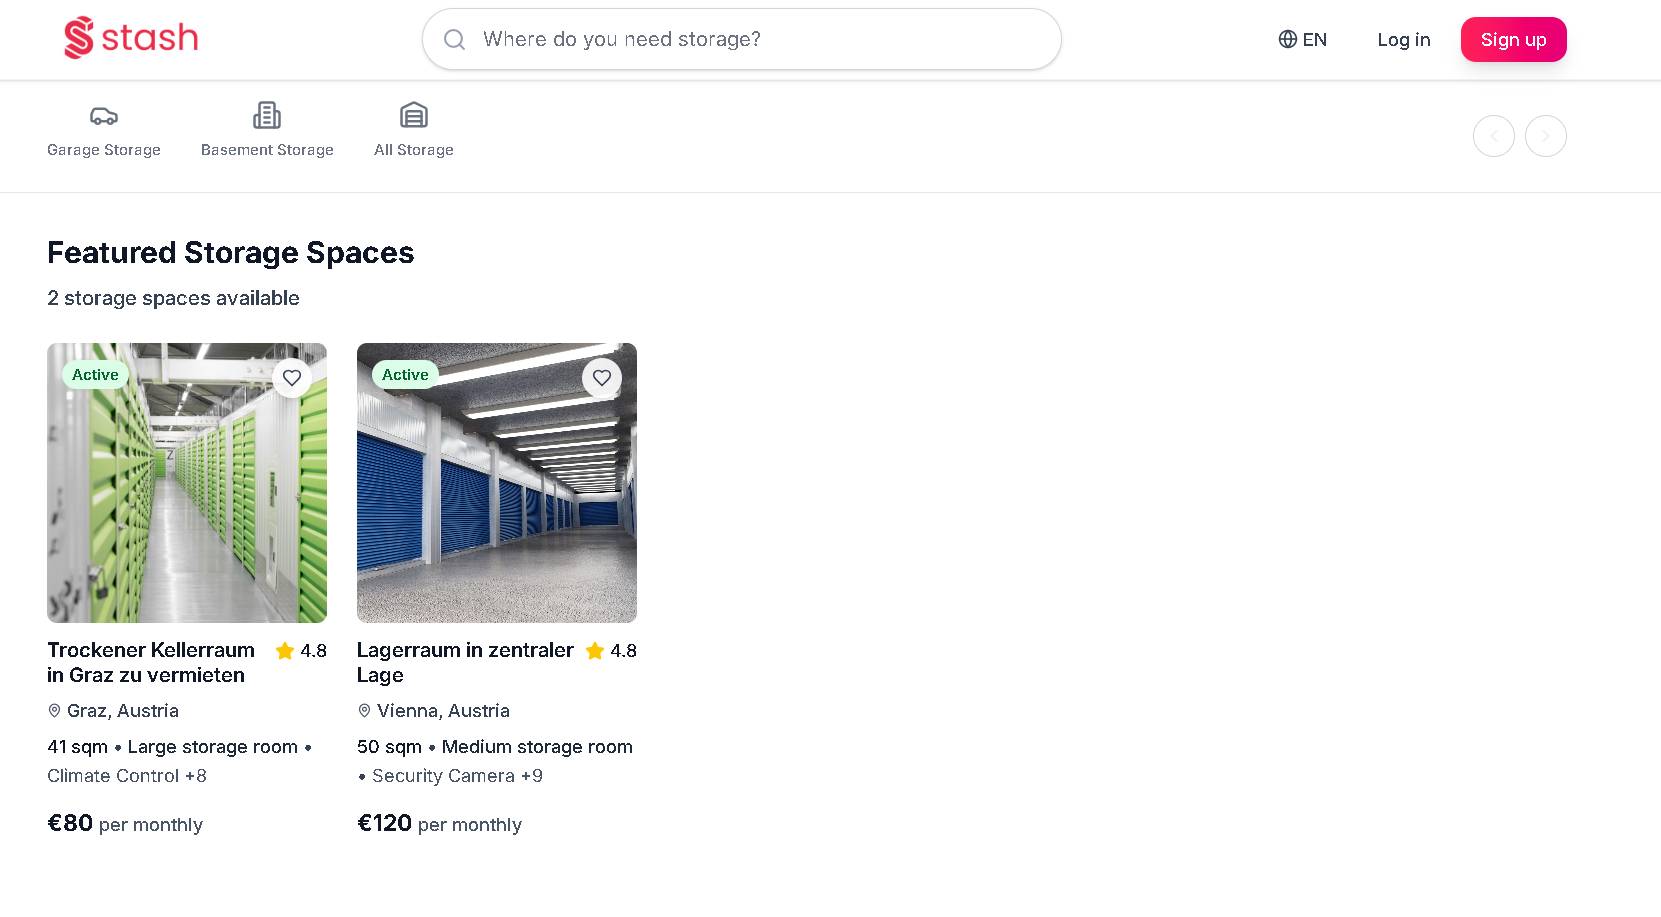 stash
Where do you need storage?
EN
Log in
Sign up
Garage Storage
Basement Storage
All Storage
Featured Storage Spaces
2 storage spaces available
Active
Active
Trockener Kellerraum
in Graz zu vermieten
4.8
Graz, Austria
41 sqm • Large storage room •
Climate Control +8
€80 per monthly
Lagerraum in zentraler
Lage
4.8
Vienna, Austria
50 sqm • Medium storage room
• Security Camera +9
€120 per monthly